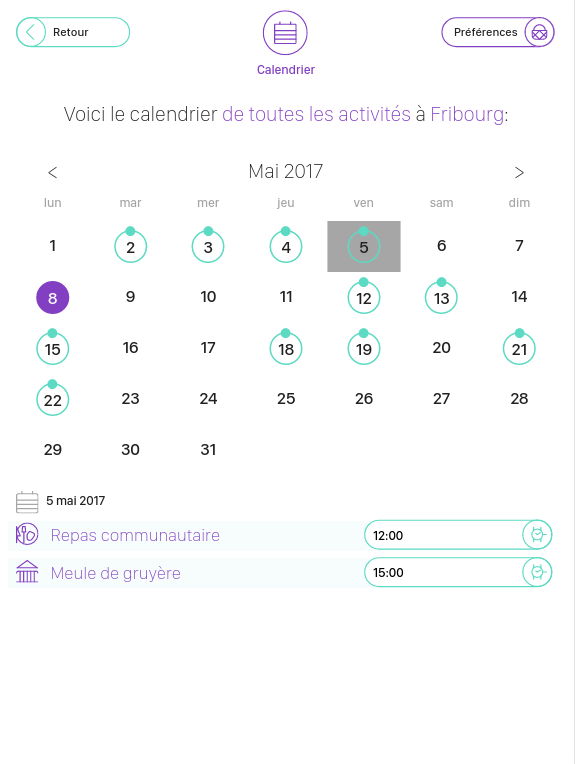 Retour
Préférences
Calendrier
Voici le calendrier de toutes les activités à Fribourg:
< Mai 2017 >
lun mar mer jeu ven sam dim
1 2 3 4 5 6 7
8 9 10 11 12 13 14
15 16 17 18 19 20 21
22 23 24 25 26 27 28
29 30 31
5 mai 2017
Repas communautaire 12:00
Meule de gruyère 15:00